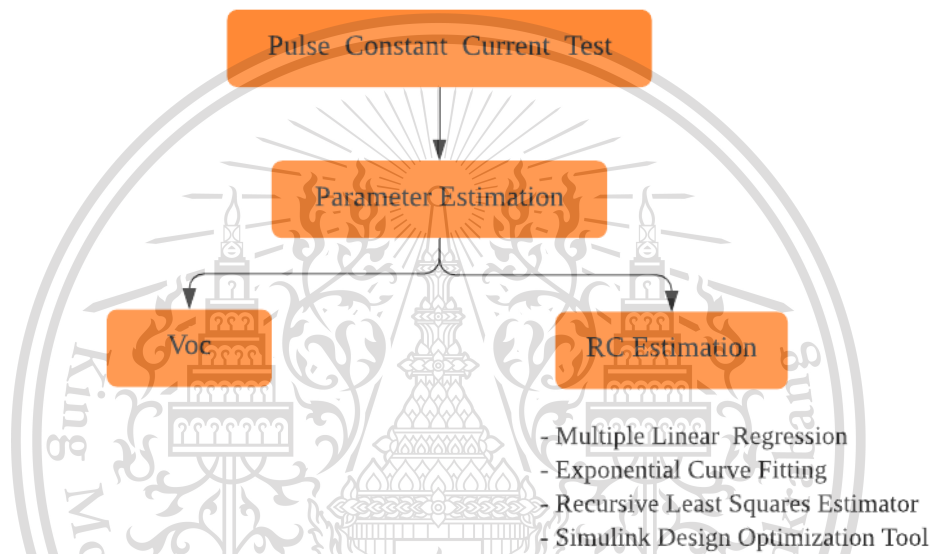 Pulse Constant Current Test
Parameter Estimation
Voc
RC Estimation
- Multiple Linear Regression
- Exponential Curve Fitting
- Recursive Least Squares Estimator
- Simulink Design Optimization Tool
King